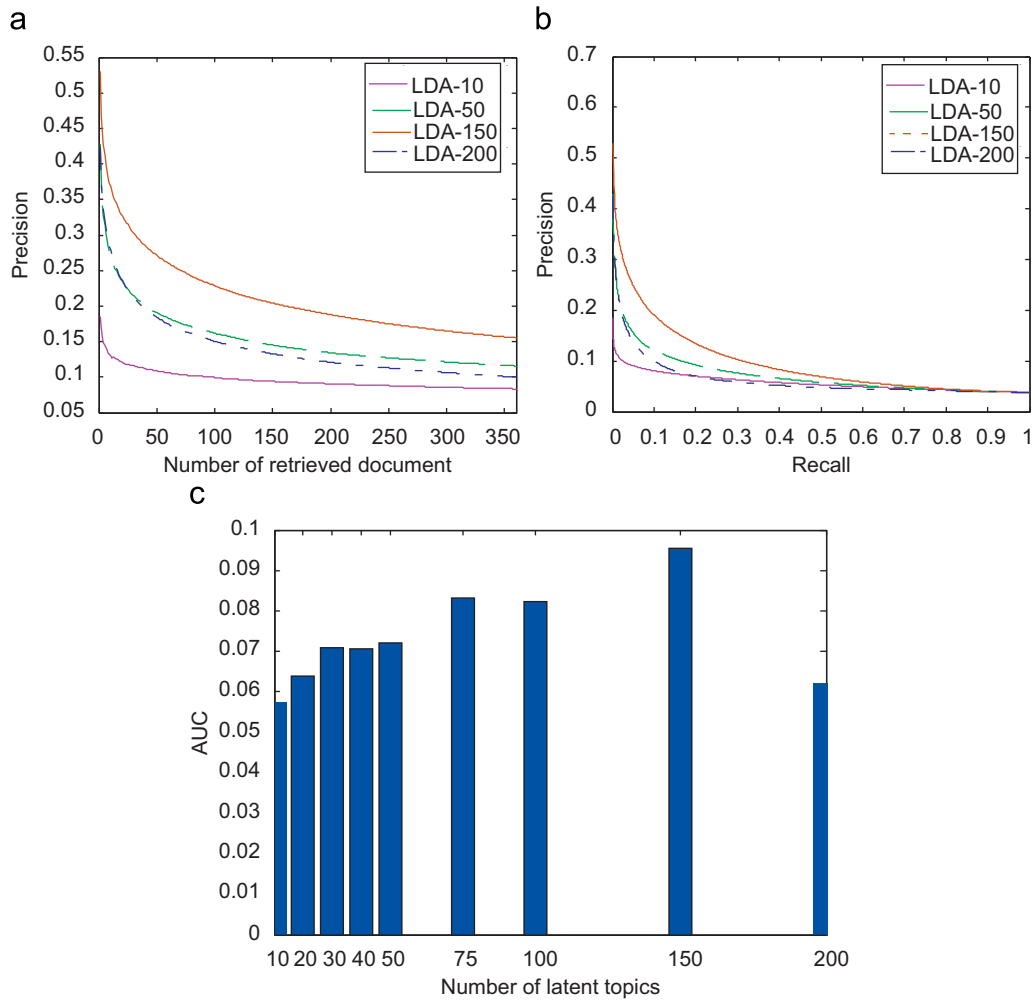 a
0.55
0.5
0.45
0.4
0.35
0.3
0.25
0.2
0.15
0.1
0.05
Precision
LDA-10
LDA-50
LDA-150
LDA-200
0 50 100 150 200 250 300 350
Number of retrieved document
b
0.7
0.6
0.5
0.4
0.3
0.2
0.1
0
Precision
LDA-10
LDA-50
LDA-150
LDA-200
0 0.1 0.2 0.3 0.4 0.5 0.6 0.7 0.8 0.9 1
Recall
c
0.1
0.09
0.08
0.07
0.06
0.05
0.04
0.03
0.02
0.01
0
AUC
10 20 30 40 50 75 100 150 200
Number of latent topics